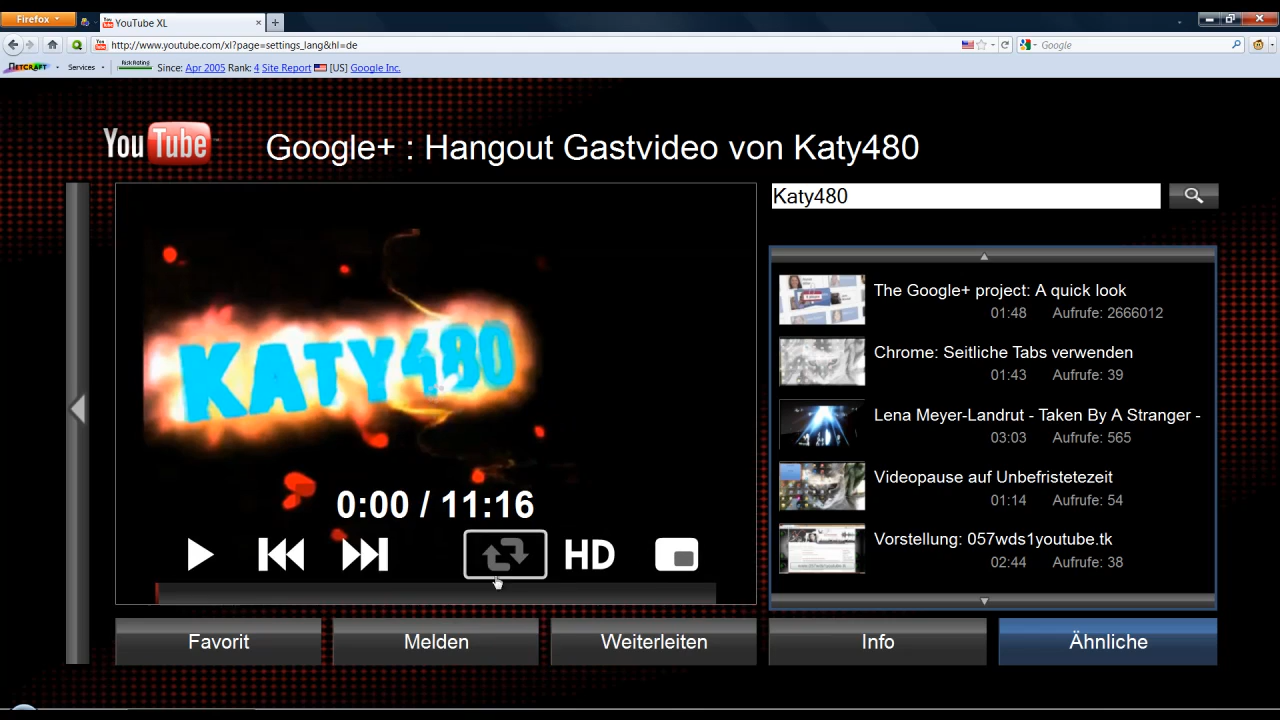 Firefox
YouTube XL
http://www.youtube.com/xl?page=settings_lang&hl=de
Google
NETCRAFT
Services
Risk Rating
Since: Apr 2005 Rank: 4 Site Report [US] Google Inc.
YouTube
Google+ : Hangout Gastvideo von Katy480
Katy480
KATY480
The Google+ project: A quick look
01:48 Aufrufe: 2666012
Chrome: Seitliche Tabs verwenden
01:43 Aufrufe: 39
Lena Meyer-Landrut - Taken By A Stranger -
03:03 Aufrufe: 565
Videopause auf Unbefristetezeit
01:14 Aufrufe: 54
Vorstellung: 057wds1youtube.tk
02:44 Aufrufe: 38
0:00 / 11:16
HD
Favorit
Melden
Weiterleiten
Info
Ähnliche